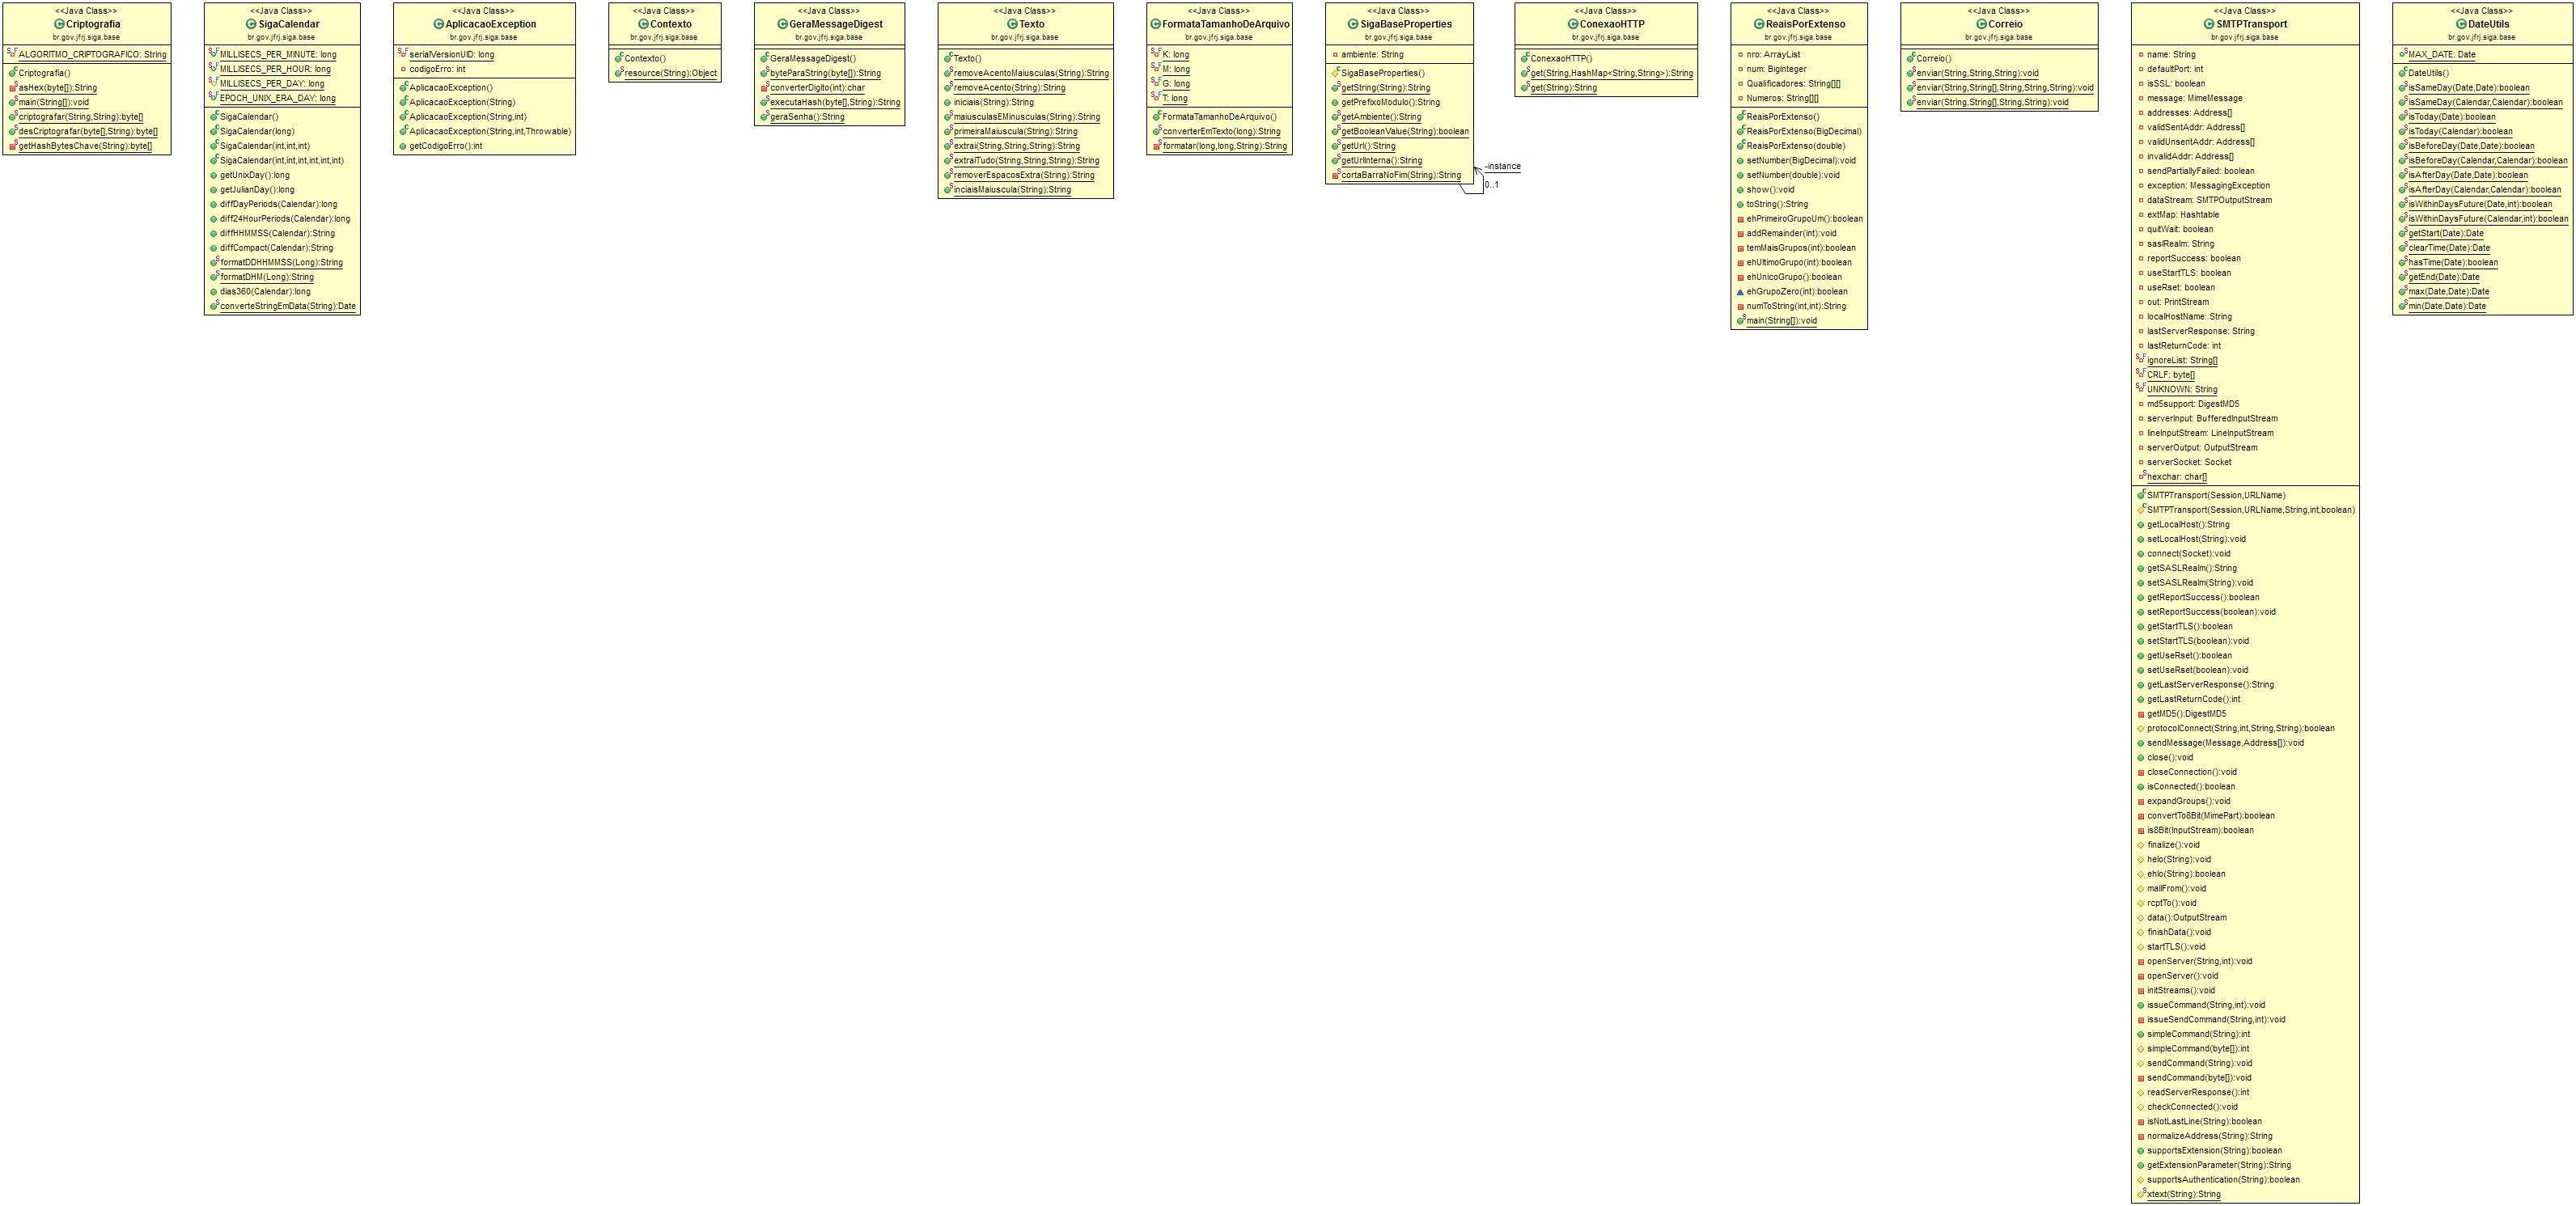 <<Java Class>>
Criptografia
br.gov.jfrj.siga.base
ALGORITMO_CRIPTOGRAFICO: String
Criptografia()
asHex(byte[]):String
main(String[]):void
criptografar(String,String):byte[]
desCriptografar(byte[],String):byte[]
getHashBytesChave(String):byte[]
<<Java Class>>
SigaCalendar
br.gov.jfrj.siga.base
MILLISECS_PER_MINUTE: long
MILLISECS_PER_HOUR: long
MILLISECS_PER_DAY: long
EPOCH_UNIX_ERA_DAY: long
SigaCalendar()
SigaCalendar(long)
SigaCalendar(int,int,int)
SigaCalendar(int,int,int,int,int,int)
getUnixDay():long
getJulianDay():long
diffDayPeriods(Calendar):long
diff24HourPeriods(Calendar):long
diffHHMMSS(Calendar):String
diffCompact(Calendar):String
formatDDHHMMSS(Long):String
formatDHM(Long):String
dias360(Calendar):long
converteStringEmData(String):Date
<<Java Class>>
AplicacaoException
br.gov.jfrj.siga.base
serialVersionUID: long
codigoErro: int
AplicacaoException()
AplicacaoException(String)
AplicacaoException(String,int)
AplicacaoException(String,int,Throwable)
getCodigoErro():int
<<Java Class>>
Contexto
br.gov.jfrj.siga.base
Contexto()
resource(String):Object
<<Java Class>>
GeraMessageDigest
br.gov.jfrj.siga.base
GeraMessageDigest()
byteParaString(byte[]):String
converterDigito(int):char
executaHash(byte[],String):String
geraSenha():String
<<Java Class>>
Texto
br.gov.jfrj.siga.base
Texto()
removeAcentoMaiusculas(String):String
removeAcento(String):String
iniciais(String):String
maiusculasEMinusculas(String):String
primeiraMaiuscula(String):String
extrai(String,String,String):String
extraiTudo(String,String,String):String
removerEspacosExtra(String):String
inciaisMaiuscula(String):String
<<Java Class>>
FormataTamanhoDeArquivo
br.gov.jfrj.siga.base
K: long
M: long
G: long
T: long
FormataTamanhoDeArquivo()
converterEmTexto(long):String
formatar(long,long,String):String
<<Java Class>>
SigaBaseProperties
br.gov.jfrj.siga.base
ambiente: String
SigaBaseProperties()
getString(String):String
getPrefixoModulo():String
getAmbiente():String
getBooleanValue(String):boolean
getUrl():String
getUrlInterna():String
cortaBarraNoFim(String):String
-instance
0..1
<<Java Class>>
ConexaoHTTP
br.gov.jfrj.siga.base
ConexaoHTTP()
get(String,HashMap<String,String>):String
get(String):String
<<Java Class>>
ReaisPorExtenso
br.gov.jfrj.siga.base
nro: ArrayList
num: BigInteger
Qualificadores: String[][]
Numeros: String[][]
ReaisPorExtenso()
ReaisPorExtenso(BigDecimal)
ReaisPorExtenso(double)
setNumber(BigDecimal):void
setNumber(double):void
show():void
toString():String
ehPrimeiroGrupoUm():boolean
addRemainder(int):void
temMaisGrupos(int):boolean
ehUltimoGrupo(int):boolean
ehUnicoGrupo():boolean
ehGrupoZero(int):boolean
numToString(int,int):String
main(String[]):void
<<Java Class>>
Correio
br.gov.jfrj.siga.base
Correio()
enviar(String,String,String):void
enviar(String,String[],String,String,String):void
enviar(String,String[],String,String):void
<<Java Class>>
SMTPTransport
br.gov.jfrj.siga.base
name: String
defaultPort: int
isSSL: boolean
message: MimeMessage
addresses: Address[]
validSentAddr: Address[]
validUnsentAddr: Address[]
invalidAddr: Address[]
sendPartiallyFailed: boolean
exception: MessagingException
dataStream: SMTPOutputStream
extMap: Hashtable
quitWait: boolean
saslRealm: String
reportSuccess: boolean
useStartTLS: boolean
useRset: boolean
out: PrintStream
localHostName: String
lastServerResponse: String
lastReturnCode: int
ignoreList: String[]
CRLF: byte[]
UNKNOWN: String
md5support: DigestMD5
serverInput: BufferedInputStream
lineInputStream: LineInputStream
serverOutput: OutputStream
serverSocket: Socket
hexchar: char[]
SMTPTransport(Session,URLName)
SMTPTransport(Session,URLName,String,int,boolean)
getLocalHost():String
setLocalHost(String):void
connect(Socket):void
getSASLRealm():String
setSASLRealm(String):void
getReportSuccess():boolean
setReportSuccess(boolean):void
getStartTLS():boolean
setStartTLS(boolean):void
getUseRset():boolean
setUseRset(boolean):void
getLastServerResponse():String
getLastReturnCode():int
getMD5():DigestMD5
protocolConnect(String,int,String,String):boolean
sendMessage(Message,Address[]):void
close():void
closeConnection():void
isConnected():boolean
expandGroups():void
convertTo8Bit(MimePart):boolean
is8Bit(InputStream):boolean
finalize():void
helo(String):void
ehlo(String):boolean
mailFrom():void
rcptTo():void
data():OutputStream
finishData():void
startTLS():void
openServer(String,int):void
openServer():void
initStreams():void
issueCommand(String,int):void
issueSendCommand(String,int):void
simpleCommand(String):int
simpleCommand(byte[]):int
sendCommand(String):void
sendCommand(byte[]):void
readServerResponse():int
checkConnected():void
isNotLastLine(String):boolean
normalizeAddress(String):String
supportsExtension(String):boolean
getExtensionParameter(String):String
supportsAuthentication(String):boolean
xtext(String):String
<<Java Class>>
DateUtils
br.gov.jfrj.siga.base
MAX_DATE: Date
DateUtils()
isSameDay(Date,Date):boolean
isSameDay(Calendar,Calendar):boolean
isToday(Date):boolean
isToday(Calendar):boolean
isBeforeDay(Date,Date):boolean
isBeforeDay(Calendar,Calendar):boolean
isAfterDay(Date,Date):boolean
isAfterDay(Calendar,Calendar):boolean
isWithinDaysFuture(Date,int):boolean
isWithinDaysFuture(Calendar,int):boolean
getStart(Date):Date
clearTime(Date):Date
hasTime(Date):boolean
getEnd(Date):Date
max(Date,Date):Date
min(Date,Date):Date